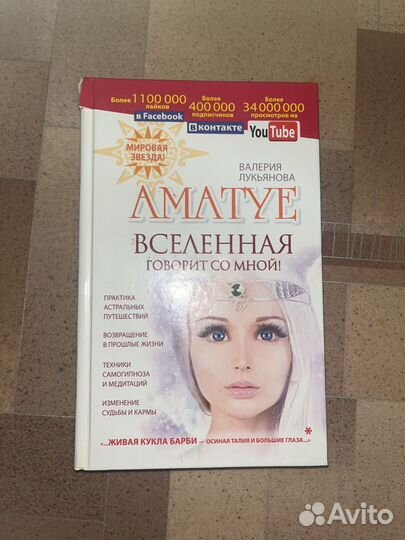 Более 1 100 000
лайков
в Facebook
Более
400 000
подписчиков
В контакте
Более
34 000 000
просмотров на
YouTube
МИРОВАЯ
ЗВЕЗДА!
ВАЛЕРИЯ
ЛУКЬЯНОВА
АМАТУЕ
ВСЕЛЕННАЯ
ГОВОРИТ СО МНОЙ!
ПРАКТИКА
АСТРАЛЬНЫХ
ПУТЕШЕСТВИЙ
ВОЗВРАЩЕНИЕ
В ПРОШЛЫЕ ЖИЗНИ
ТЕХНИКИ
САМОГИПНОЗА
И МЕДИТАЦИЙ
ИЗМЕНЕНИЕ
СУДЬБЫ И КАРМЫ
«...ЖИВАЯ КУКЛА БАРБИ — ОСИНАЯ ТАЛИЯ И БОЛЬШИЕ ГЛАЗА...» *
Avito